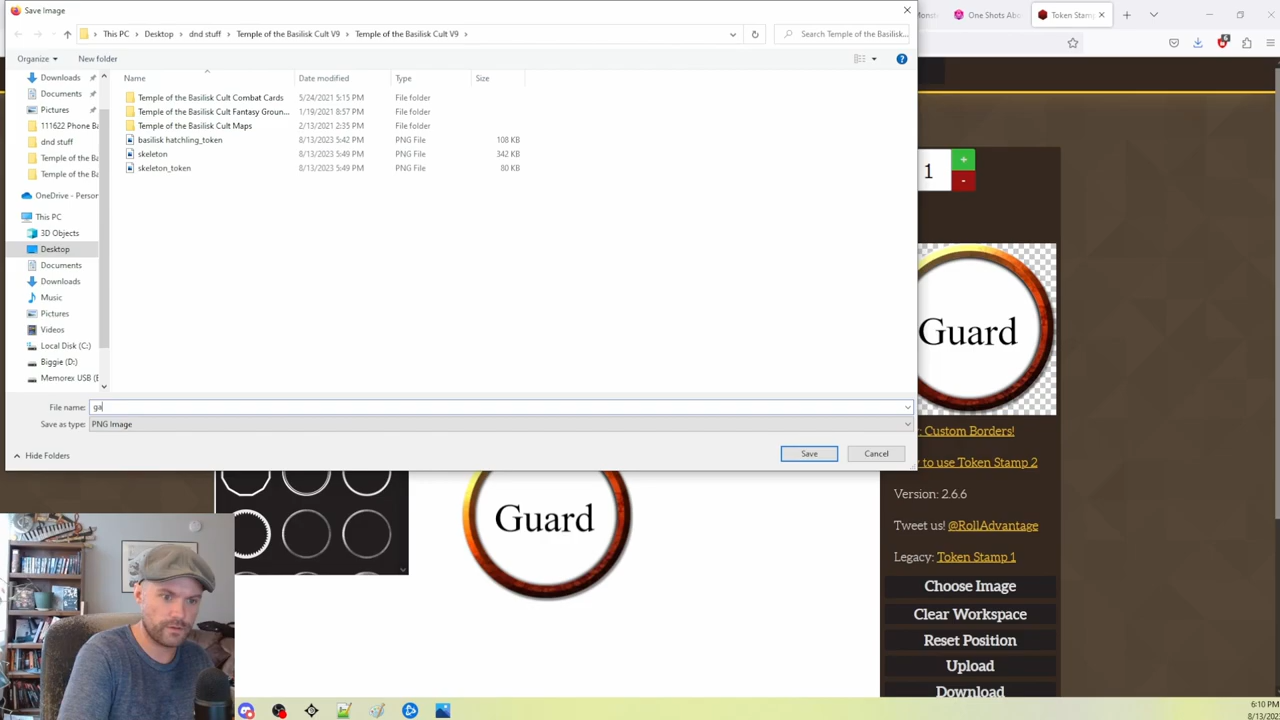 Save Image
Monst
One Shots Abo
Token Stamp
This PC
Desktop
dnd stuff
Temple of the Basilisk Cult V9
Temple of the Basilisk Cult V9
Search Temple of the Basilisk...
Organize
New folder
Name
Date modified
Type
Size
Downloads
Documents
Pictures
111622 Phone Ba
dnd stuff
Temple of the Ba
Temple of the Ba
OneDrive - Person
This PC
3D Objects
Desktop
Documents
Downloads
Music
Pictures
Videos
Local Disk (C:)
Biggie (D:)
Memorex USB (E
Temple of the Basilisk Cult Combat Cards
5/24/2021 5:15 PM
File folder
Temple of the Basilisk Cult Fantasy Groun...
1/19/2021 8:57 PM
File folder
Temple of the Basilisk Cult Maps
2/13/2021 2:35 PM
File folder
basilisk hatchling_token
8/13/2023 5:42 PM
PNG File
108 KB
skeleton
8/13/2023 5:49 PM
PNG File
342 KB
skeleton_token
8/13/2023 5:49 PM
PNG File
80 KB
File name:
ga
Save as type:
PNG Image
Hide Folders
Save
Cancel
1
+
-
Guard
: Custom Borders!
to use Token Stamp 2
Version: 2.6.6
Tweet us! @RollAdvantage
Legacy: Token Stamp 1
Choose Image
Clear Workspace
Reset Position
Upload
Download
Guard
6:10 PM
8/13/202